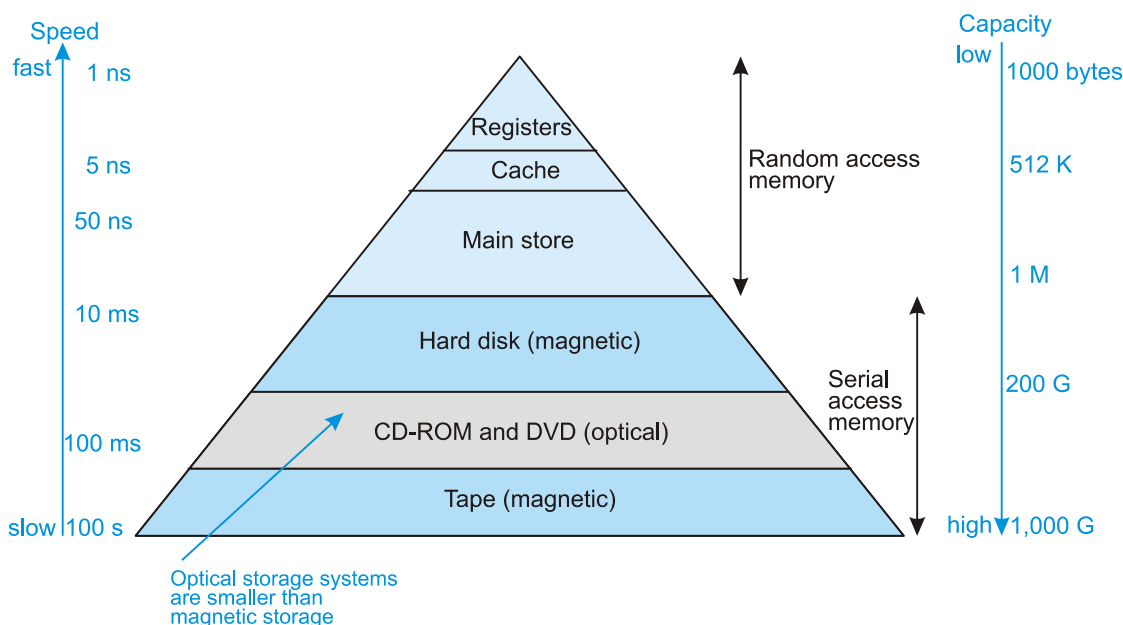 Speed
fast
1 ns
5 ns
50 ns
10 ms
100 ms
slow
100 s
Registers
Cache
Main store
Hard disk (magnetic)
CD-ROM and DVD (optical)
Tape (magnetic)
Optical storage systems
are smaller than
magnetic storage
Random access
memory
Serial
access
memory
Capacity
low
1000 bytes
512 K
1 M
200 G
high
1,000 G